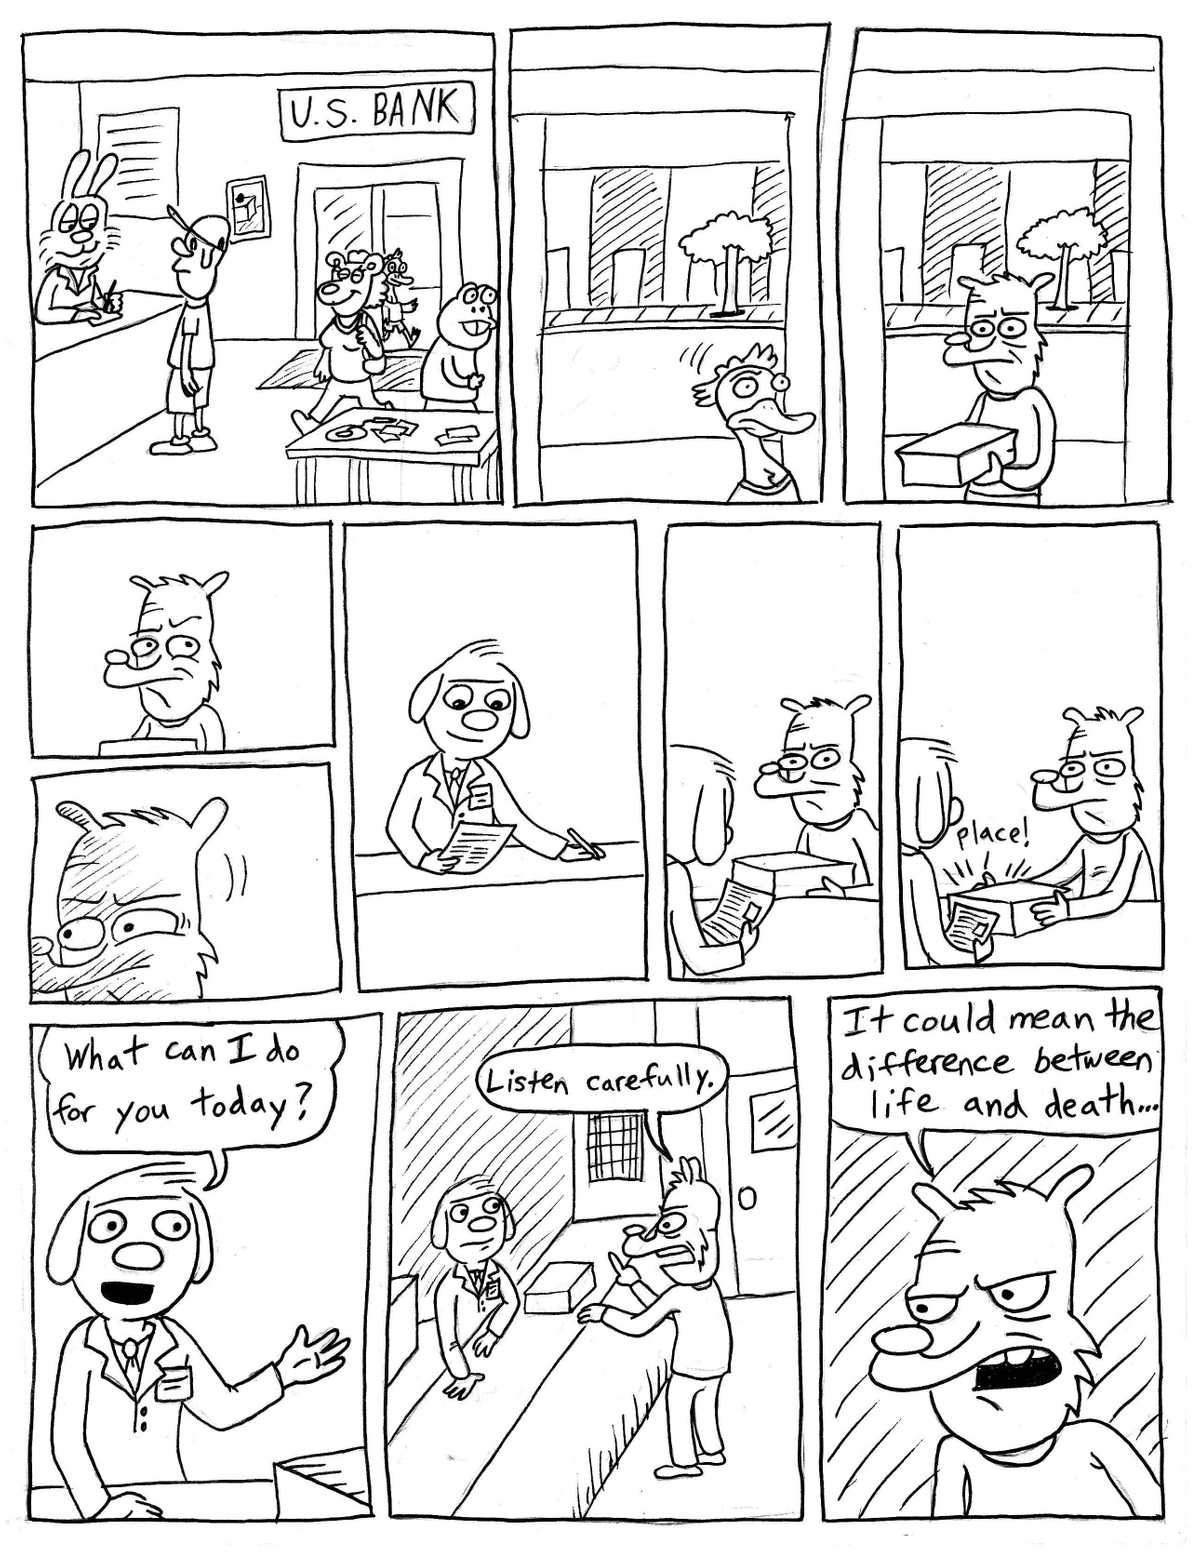 U.S. BANK
place!
What can I do
for you today?
Listen carefully.
It could mean the
difference between
life and death...